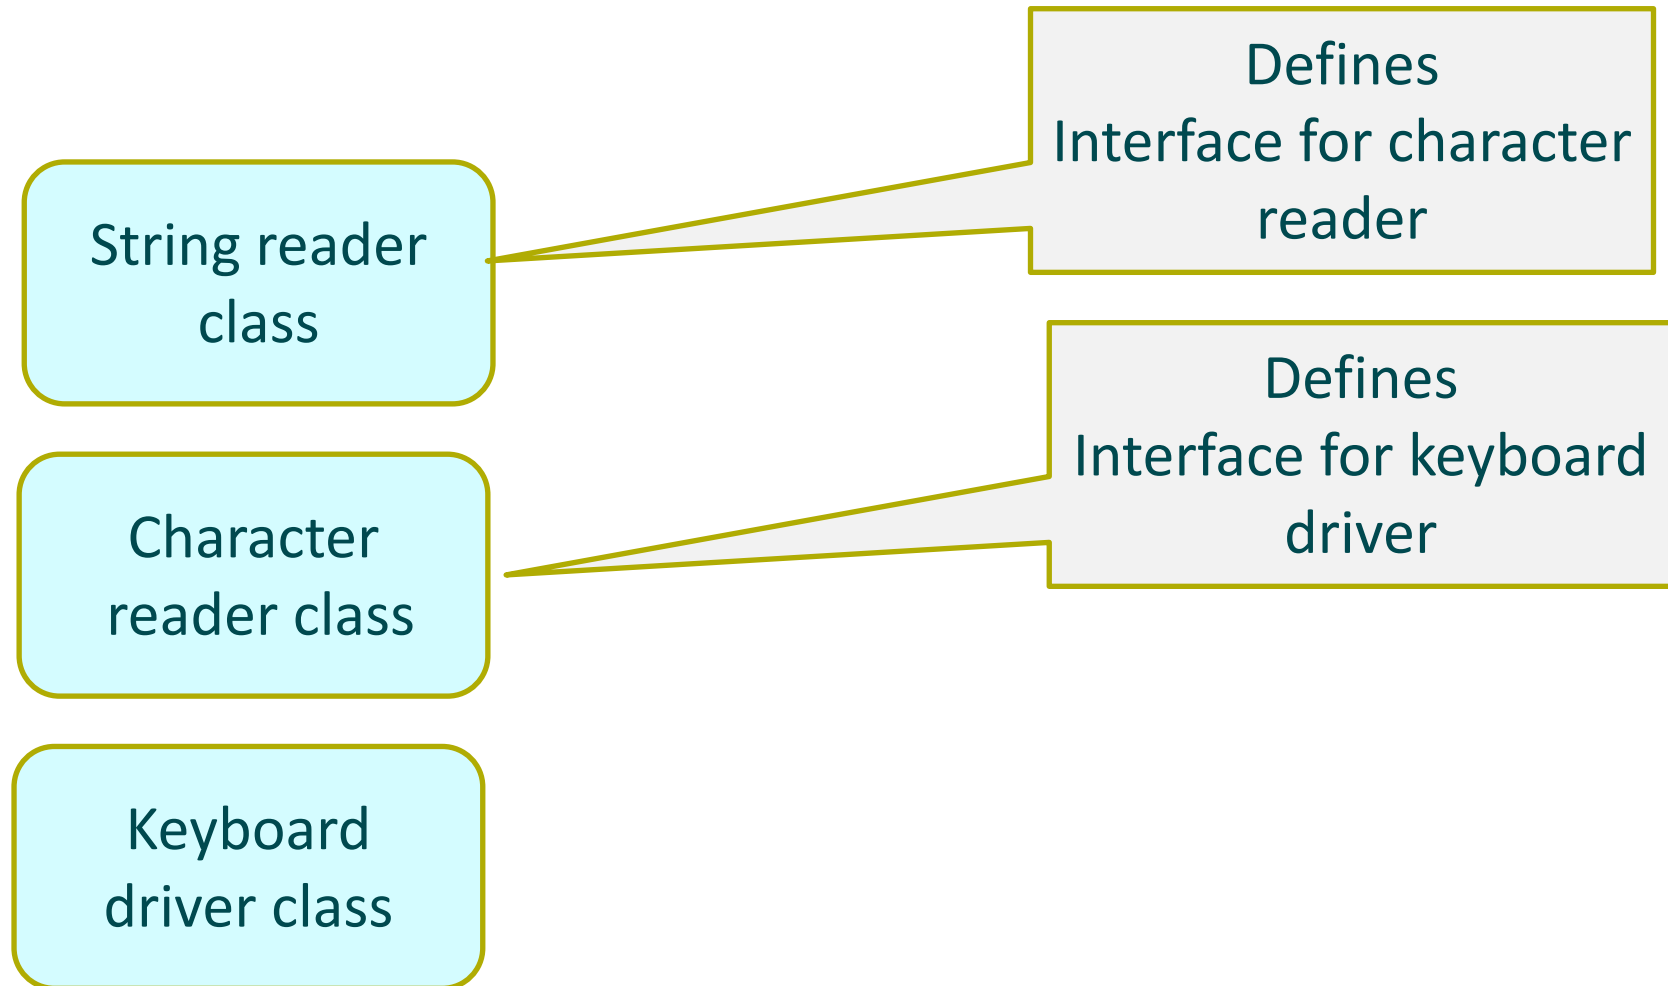 Defines
Interface for character
reader
String reader
class
Defines
Interface for keyboard
driver
Character
reader class
Keyboard
driver class